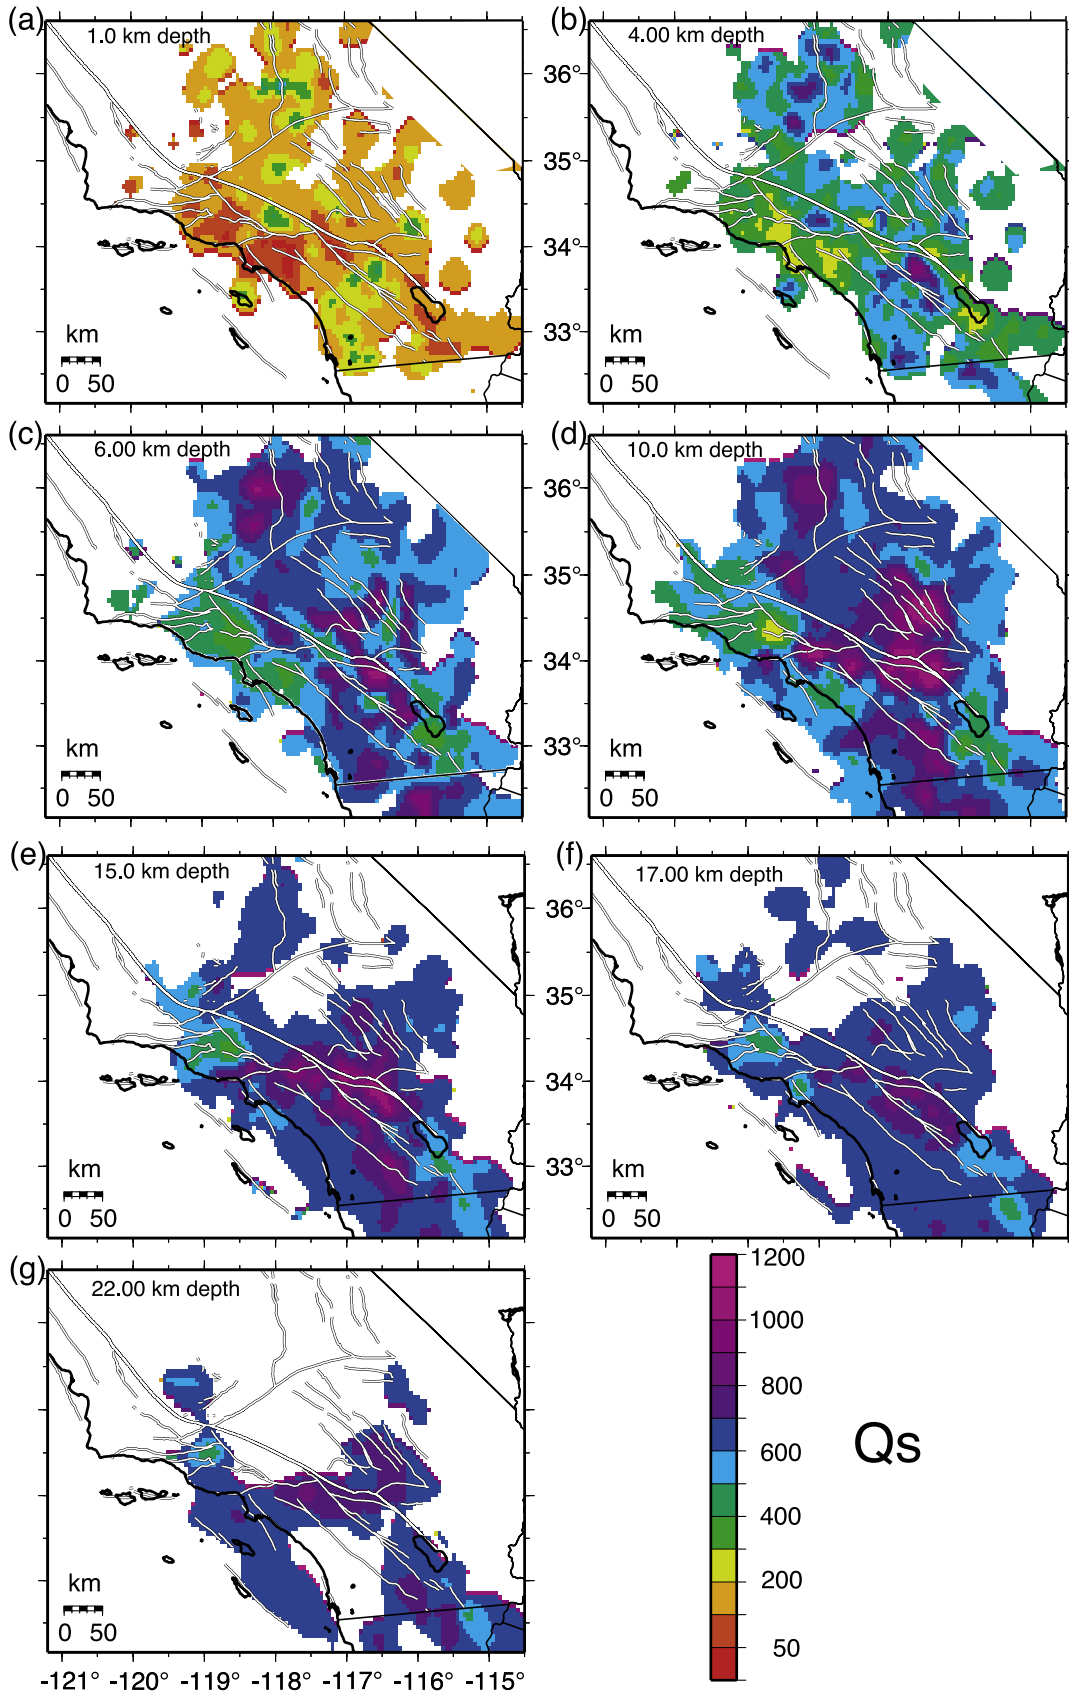 (a)
1.0 km depth
(b)
4.00 km depth
36°
35°
34°
33°
km
0 50
km
0 50
(c)
6.00 km depth
(d)
10.0 km depth
36°
35°
34°
33°
km
0 50
km
0 50
(e)
15.0 km depth
(f)
17.00 km depth
36°
35°
34°
33°
km
0 50
km
0 50
(g)
22.00 km depth
km
0 50
-121° -120° -119° -118° -117° -116° -115°
1200
1000
800
600
400
200
50
Qs